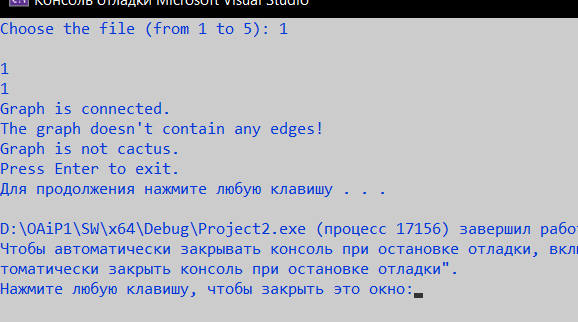 Консоль отладки Microsoft Visual Studio
Choose the file (from 1 to 5): 1
1
1
Graph is connected.
The graph doesn't contain any edges!
Graph is not cactus.
Press Enter to exit.
Для продолжения нажмите любую клавишу . . .
D:\OAiP1\SW\x64\Debug\Project2.exe (процесс 17156) завершил рабо
Чтобы автоматически закрывать консоль при остановке отладки, вкл
томатически закрыть консоль при остановке отладки".
Нажмите любую клавишу, чтобы закрыть это окно: